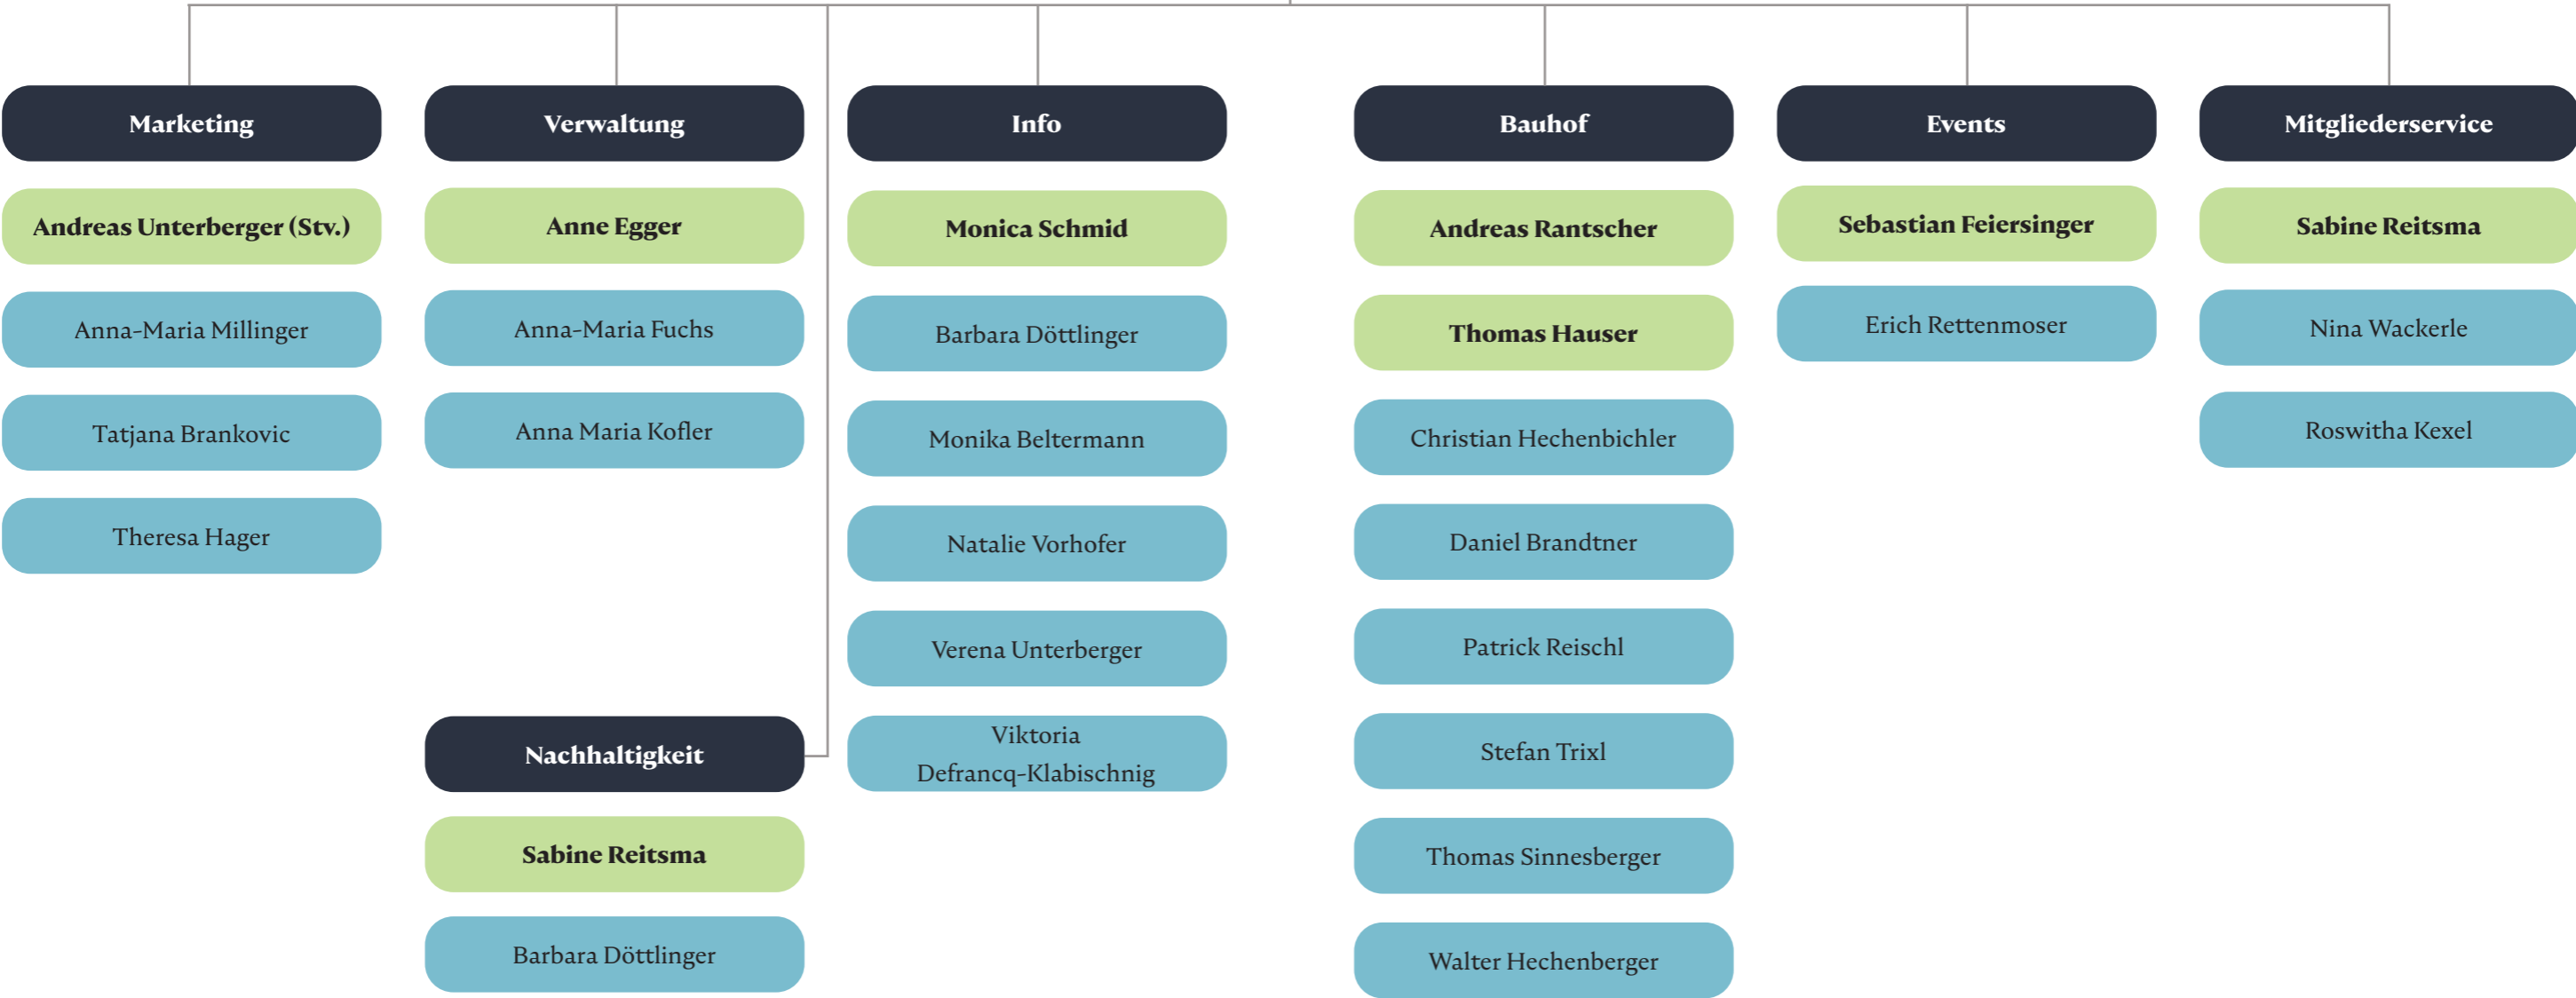 Marketing
Andreas Unterberger (Stv.)
Anna-Maria Millinger
Tatjana Brankovic
Theresa Hager
Verwaltung
Anne Egger
Anna-Maria Fuchs
Anna Maria Kofler
Nachhaltigkeit
Sabine Reitsma
Barbara Döttlinger
Info
Monica Schmid
Barbara Döttlinger
Monika Beltermann
Natalie Vorhofer
Verena Unterberger
Viktoria
Defrancq-Klabischnig
Bauhof
Andreas Rantscher
Thomas Hauser
Christian Hechenbichler
Daniel Brandtner
Patrick Reischl
Stefan Trixl
Thomas Sinnesberger
Walter Hechenberger
Events
Sebastian Feiersinger
Erich Rettenmoser
Mitgliederservice
Sabine Reitsma
Nina Wackerle
Roswitha Kexel